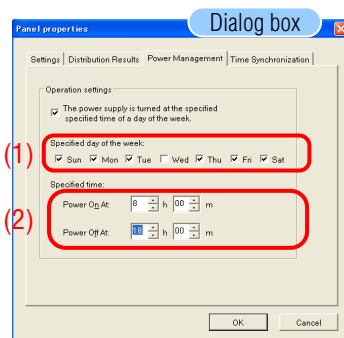 Dialog box
Panel properties
Settings Distribution Results Power Management Time Synchronization
Operation settings
The power supply is turned at the specified
specified time of a day of the week.
(1)
Specified day of the week:
Sun Mon Tue Wed Thu Fri Sat
(2)
Specified time:
Power On At: 8 h 00 m
Power Off At: 18 h 00 m
OK Cancel